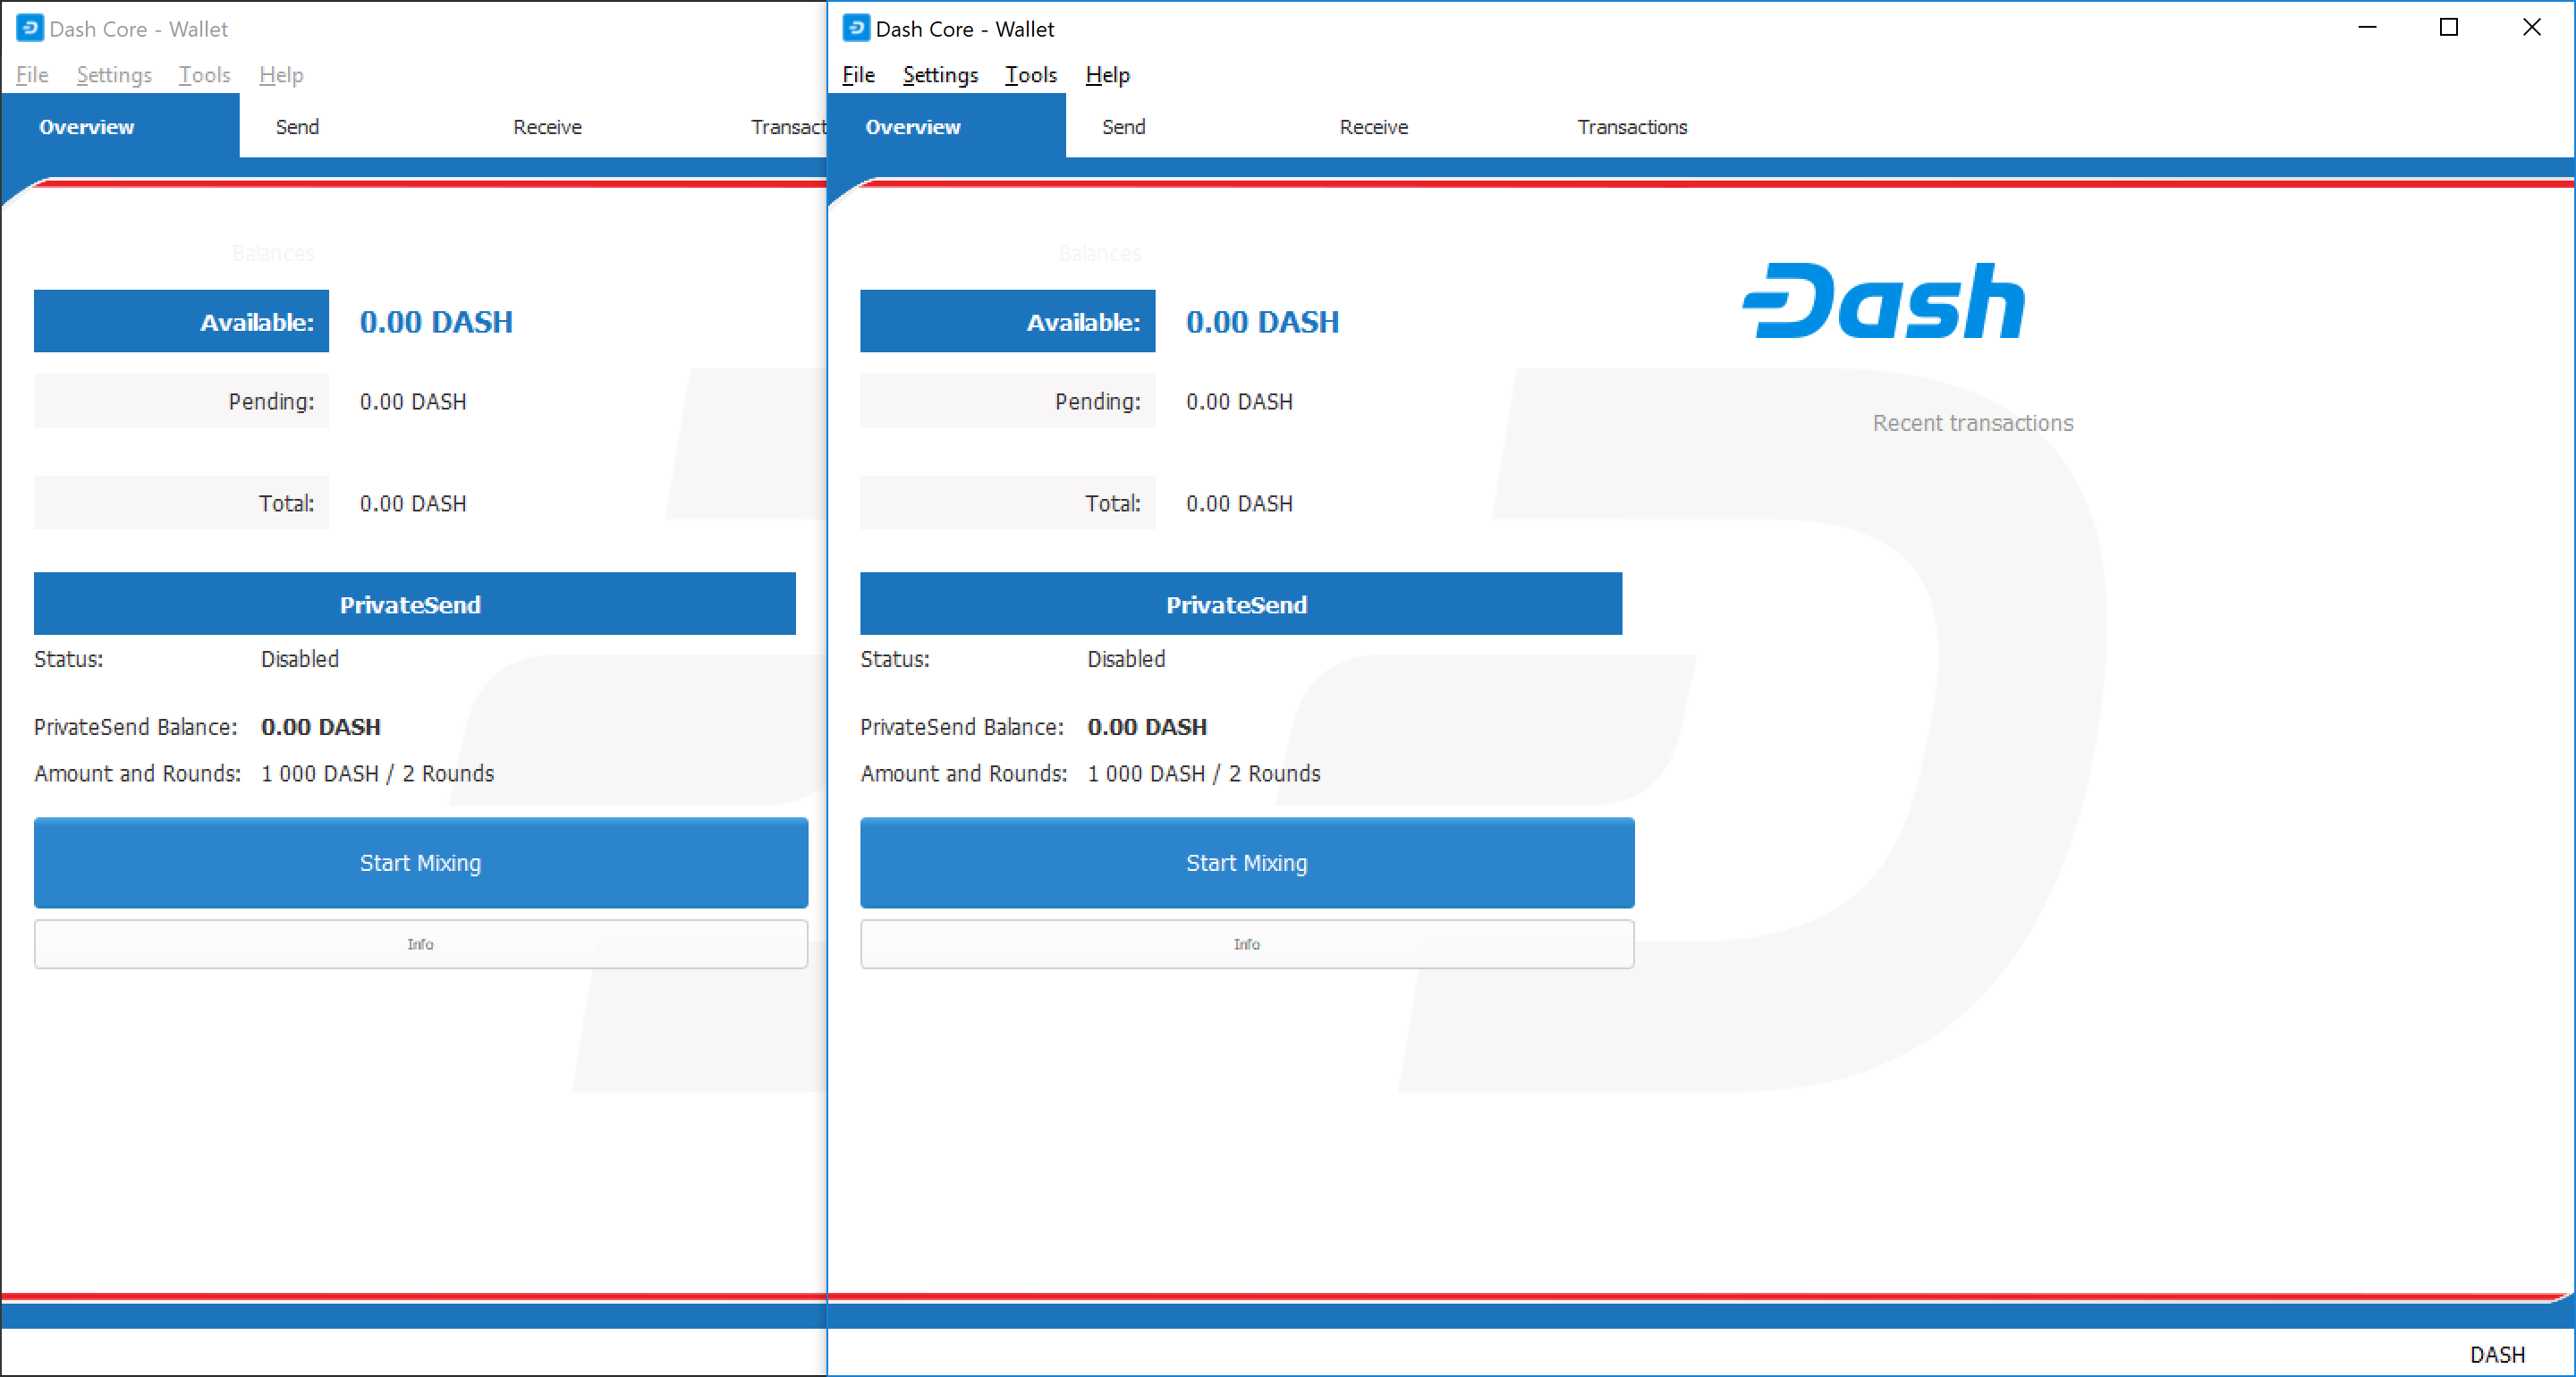 Dash Core - Wallet
File Settings Tools Help
Overview Send Receive Transact
Balances
Available: 0.00 DASH
Pending: 0.00 DASH
Total: 0.00 DASH
PrivateSend
Status: Disabled
PrivateSend Balance: 0.00 DASH
Amount and Rounds: 1 000 DASH / 2 Rounds
Start Mixing
Info
Dash Core - Wallet
File Settings Tools Help
Overview Send Receive Transactions
Balances
Available: 0.00 DASH
Pending: 0.00 DASH
Total: 0.00 DASH
PrivateSend
Status: Disabled
PrivateSend Balance: 0.00 DASH
Amount and Rounds: 1 000 DASH / 2 Rounds
Start Mixing
Info
Dash
Recent transactions
DASH